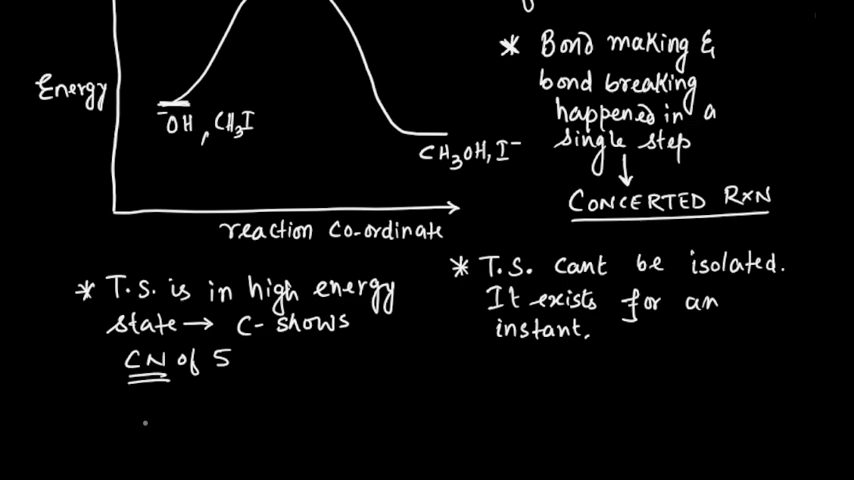 Energy
⁻OH, CH₃I
CH₃OH, I⁻
reaction co-ordinate
* Bond making &
bond breaking
happened in a
single step
↓
CONCERTED RXN
* T.S. is in high energy
state → C- shows
CN of 5
* T.S. cant be isolated.
It exists for an
instant.